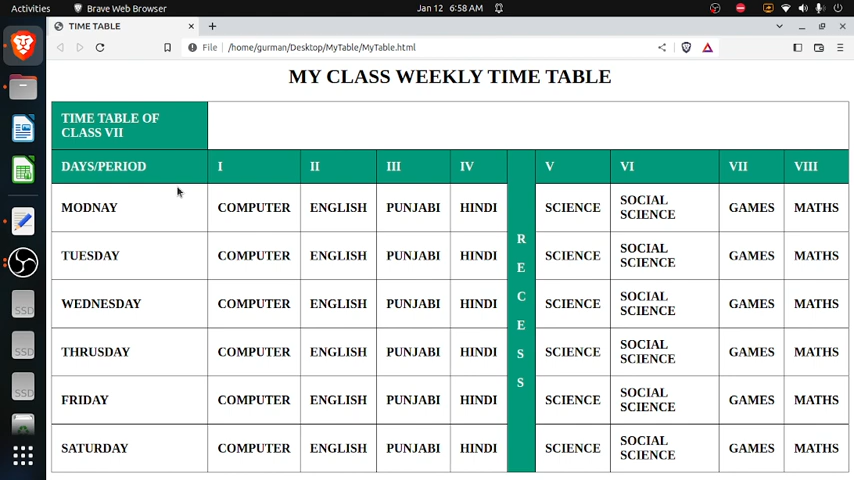 Activities
Brave Web Browser
Jan 12 6:58 AM
TIME TABLE
File
/home/gurman/Desktop/MyTable/MyTable.html
MY CLASS WEEKLY TIME TABLE
TIME TABLE OF
CLASS VII
DAYS/PERIOD I II III IV V VI VII VIII
MODNAY COMPUTER ENGLISH PUNJABI HINDI SCIENCE SOCIAL SCIENCE GAMES MATHS
TUESDAY COMPUTER ENGLISH PUNJABI HINDI SCIENCE SOCIAL SCIENCE GAMES MATHS
WEDNESDAY COMPUTER ENGLISH PUNJABI HINDI SCIENCE SOCIAL SCIENCE GAMES MATHS
THRUSDAY COMPUTER ENGLISH PUNJABI HINDI SCIENCE SOCIAL SCIENCE GAMES MATHS
FRIDAY COMPUTER ENGLISH PUNJABI HINDI SCIENCE SOCIAL SCIENCE GAMES MATHS
SATURDAY COMPUTER ENGLISH PUNJABI HINDI SCIENCE SOCIAL SCIENCE GAMES MATHS
R
E
C
E
S
S
SSD
SSD
SSD